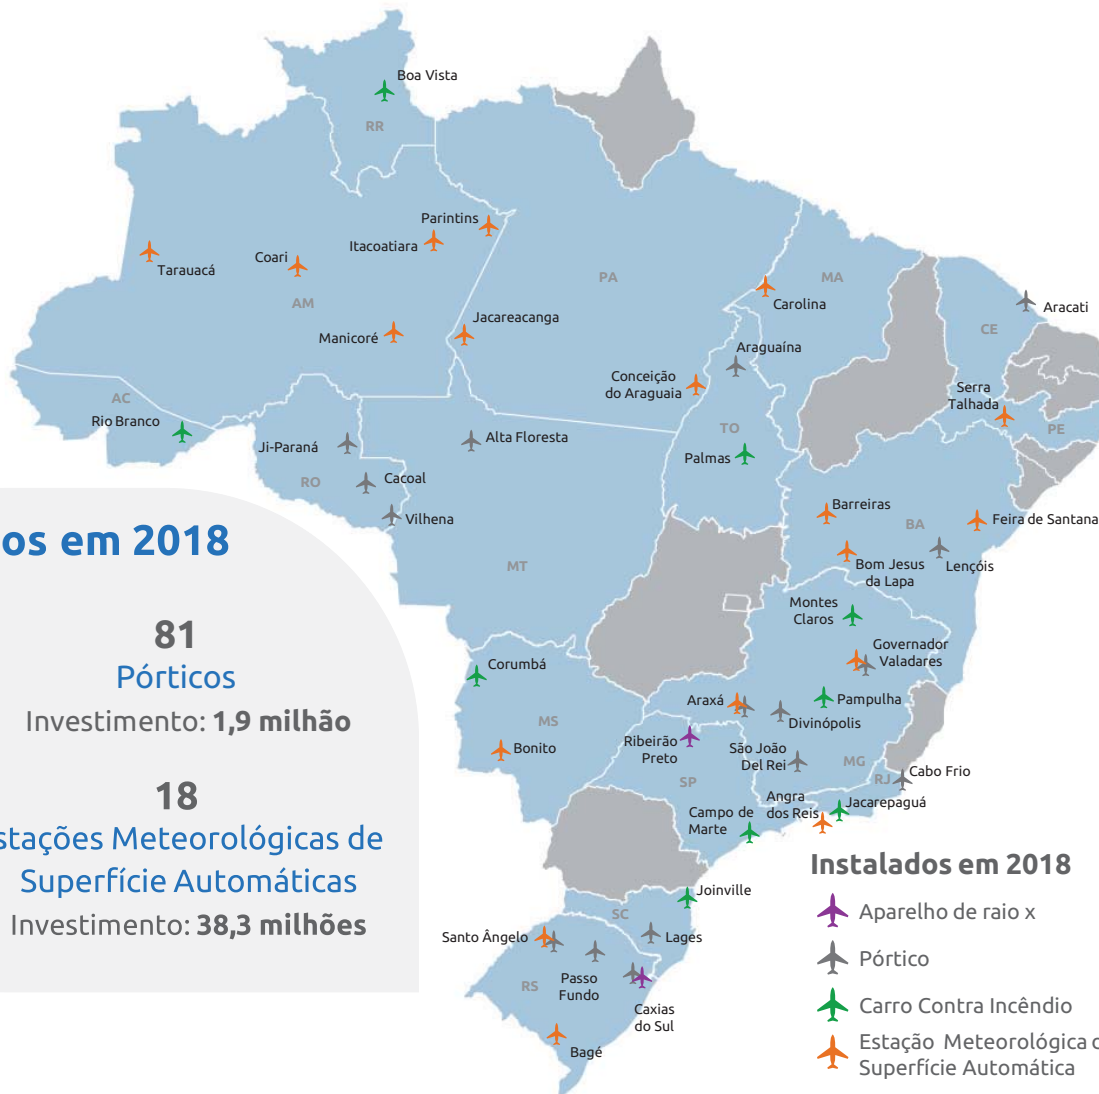 Boa Vista
RR
Parintins
Itacoatiara
Tarauacá
Coari
AM
Manicoré
Jacareacanga
PA
MA
Carolina
CE
Aracati
Araguaína
Conceição
do Araguaia
Serra
Talhada
PE
TO
Palmas
AC
Rio Branco
Ji-Paraná
Alta Floresta
RO
Cacoal
Vilhena
MT
Barreiras
BA
Feira de Santana
Bom Jesus
da Lapa
Lençóis
Montes
Claros
Governador
Valadares
Corumbá
MS
Bonito
Araxá
Pampulha
Divinópolis
Ribeirão
Preto
São João
Del Rei
MG
SP
RJ
Cabo Frio
Angra
dos Reis
Jacarepaguá
Campo de
Marte
Joinville
SC
Lages
Santo Ângelo
RS
Passo
Fundo
Caxias
do Sul
Bagé
os em 2018
81
Pórticos
Investimento: 1,9 milhão
18
stações Meteorológicas de
Superfície Automáticas
Investimento: 38,3 milhões
Instalados em 2018
Aparelho de raio x
Pórtico
Carro Contra Incêndio
Estação Meteorológica
Superfície Automática